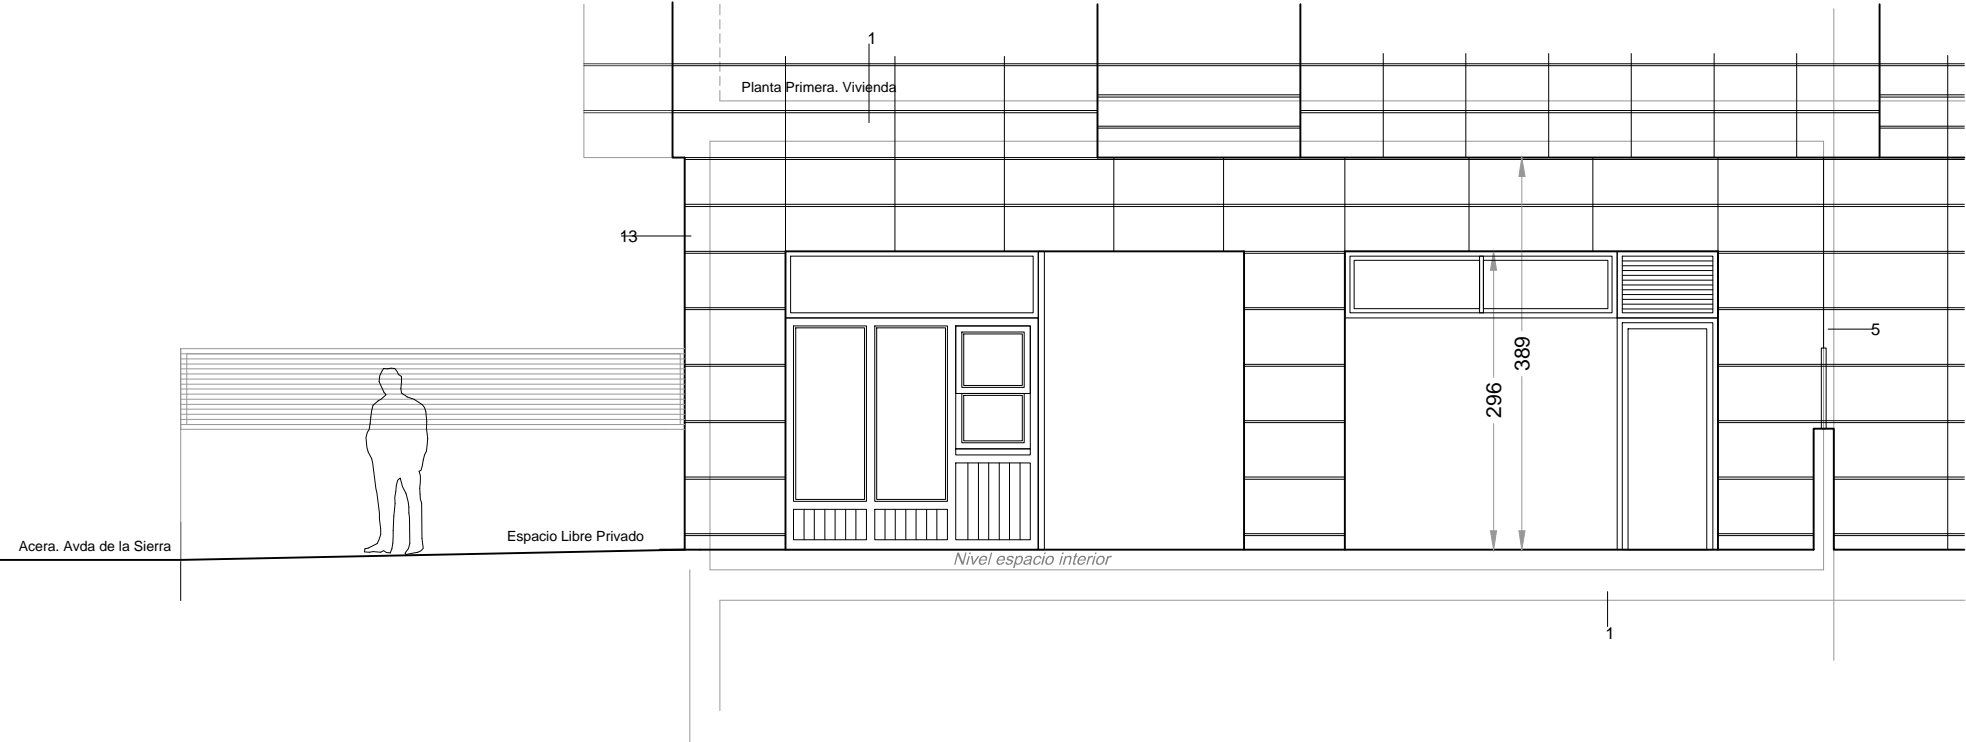 1
Planta Primera. Vivienda
13
5
389
296
Espacio Libre Privado
Acera. Avda de la Sierra
Nivel espacio interior
1